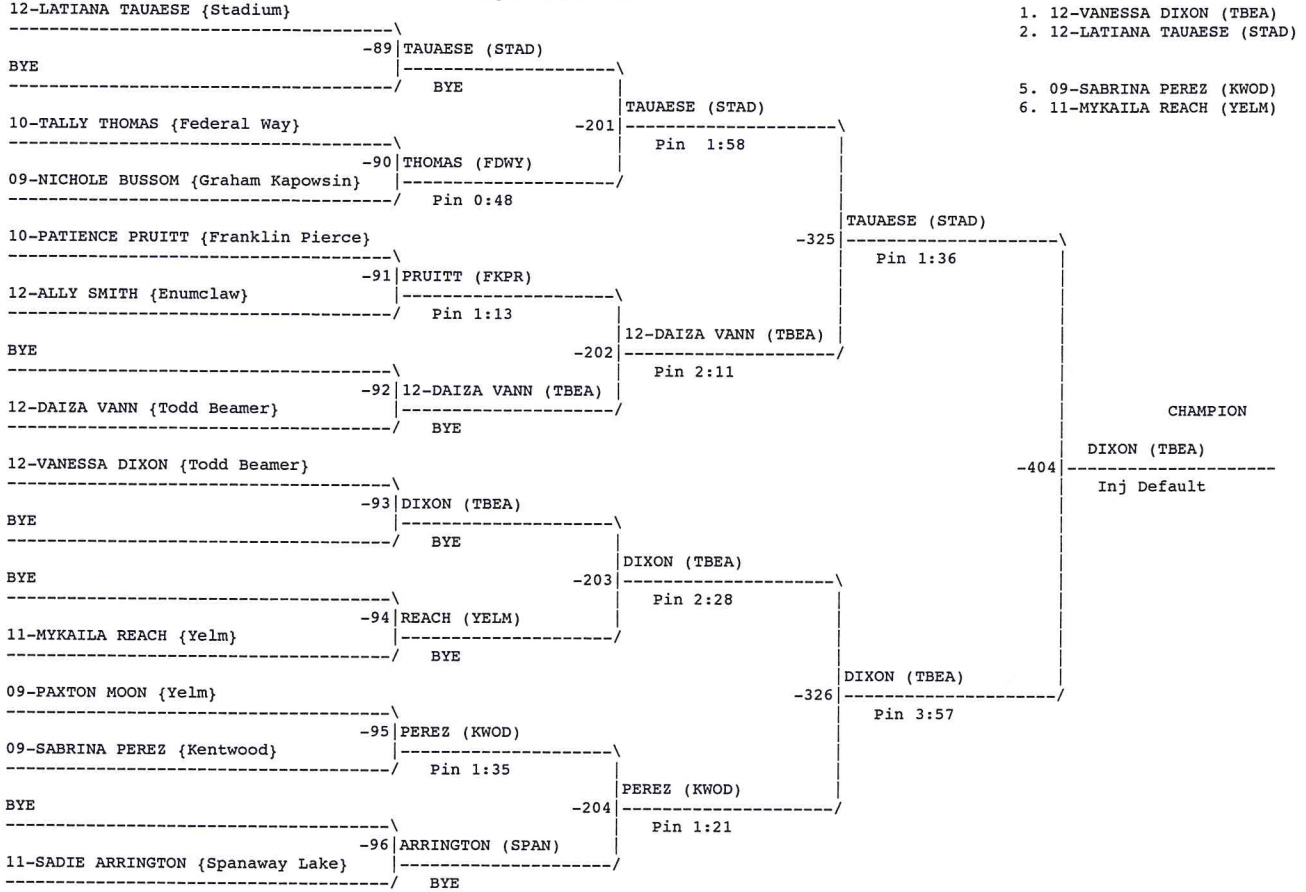 12-LATIANA TAUAESE {Stadium}
1. 12-VANESSA DIXON (TBEA)
2. 12-LATIANA TAUAESE (STAD)
-89 TAUAESE (STAD)
BYE
BYE
5. 09-SABRINA PEREZ (KWOD)
6. 11-MYKAILA REACH (YELM)
TAUAESE (STAD)
10-TALLY THOMAS {Federal Way}
-201
Pin 1:58
-90 THOMAS (FDWY)
09-NICHOLE BUSSOM {Graham Kapowsin}
Pin 0:48
TAUAESE (STAD)
10-PATIENCE PRUITT {Franklin Pierce}
-325
Pin 1:36
-91 PRUITT (FKPR)
12-ALLY SMITH {Enumclaw}
Pin 1:13
12-DAIZA VANN (TBEA)
BYE
-202
Pin 2:11
-92 12-DAIZA VANN (TBEA)
12-DAIZA VANN {Todd Beamer}
BYE
CHAMPION
DIXON (TBEA)
12-VANESSA DIXON {Todd Beamer}
-404
Inj Default
-93 DIXON (TBEA)
BYE
BYE
DIXON (TBEA)
BYE
-203
Pin 2:28
-94 REACH (YELM)
11-MYKAILA REACH {Yelm}
BYE
DIXON (TBEA)
09-PAXTON MOON {Yelm}
-326
Pin 3:57
-95 PEREZ (KWOD)
09-SABRINA PEREZ {Kentwood}
Pin 1:35
PEREZ (KWOD)
BYE
-204
Pin 1:21
-96 ARRINGTON (SPAN)
11-SADIE ARRINGTON {Spanaway Lake}
BYE